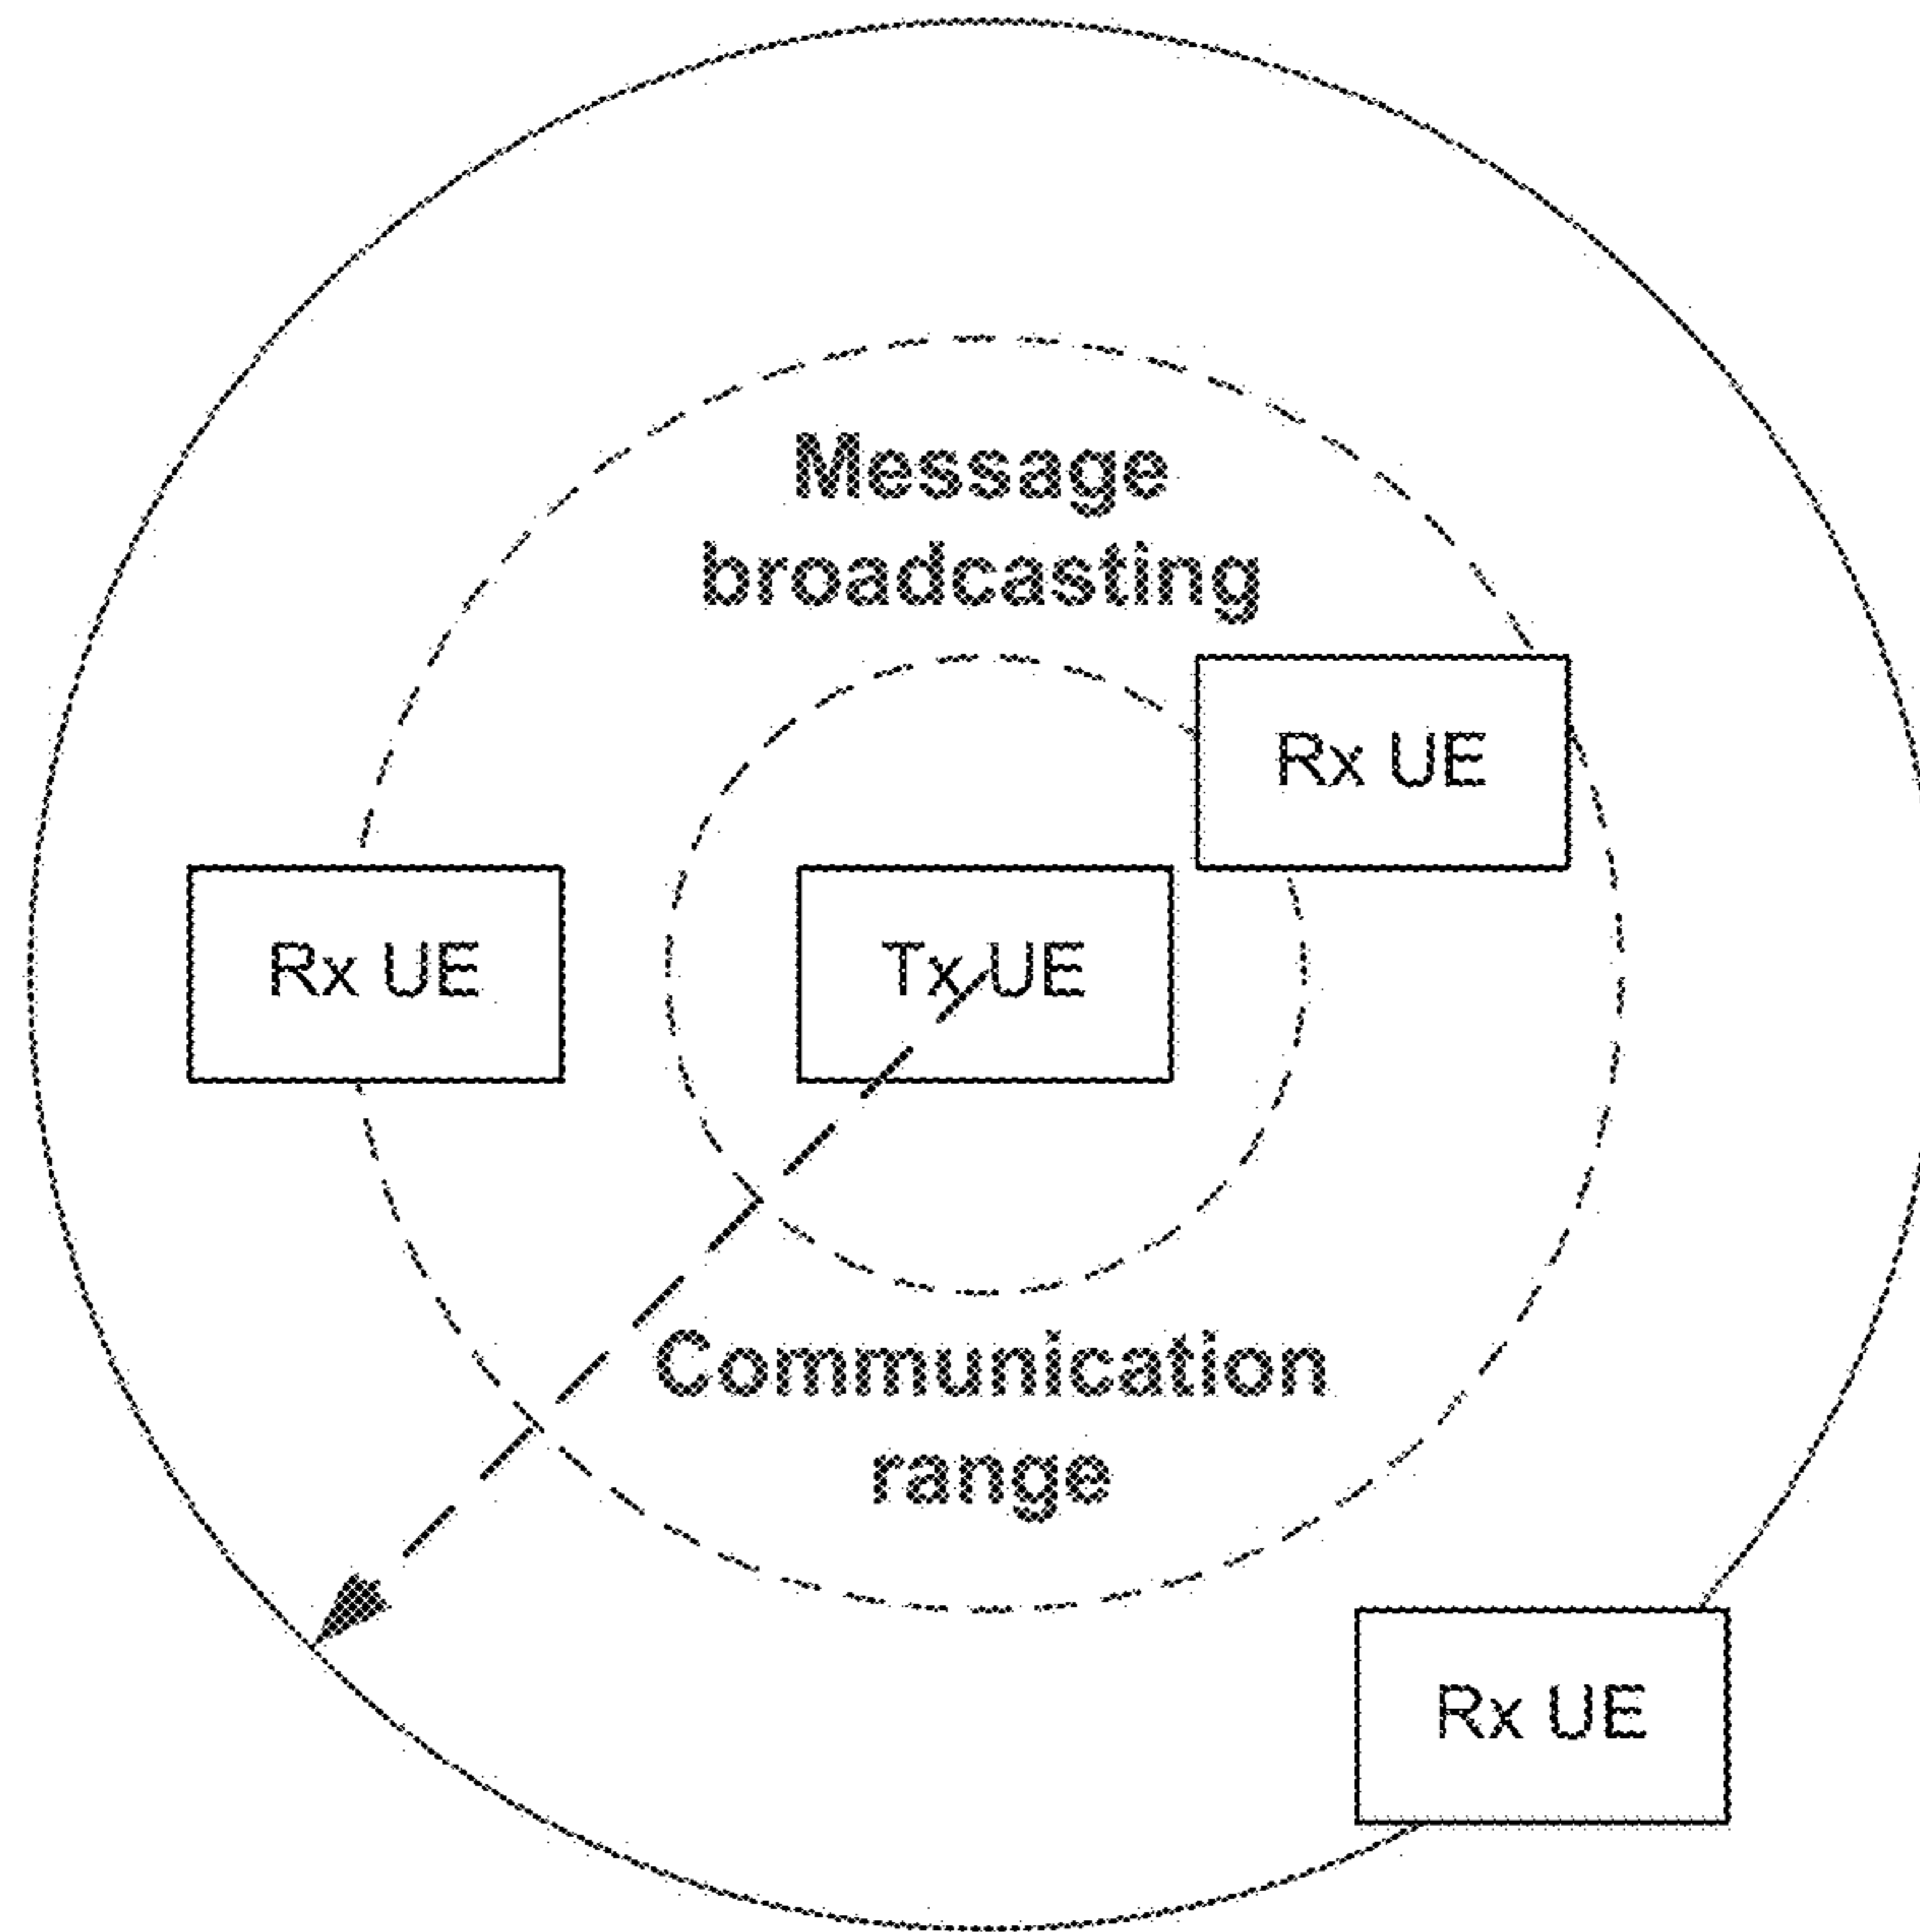 Message
broadcasting
Rx UE
Rx UE
Tx UE
Communication
range
Rx UE